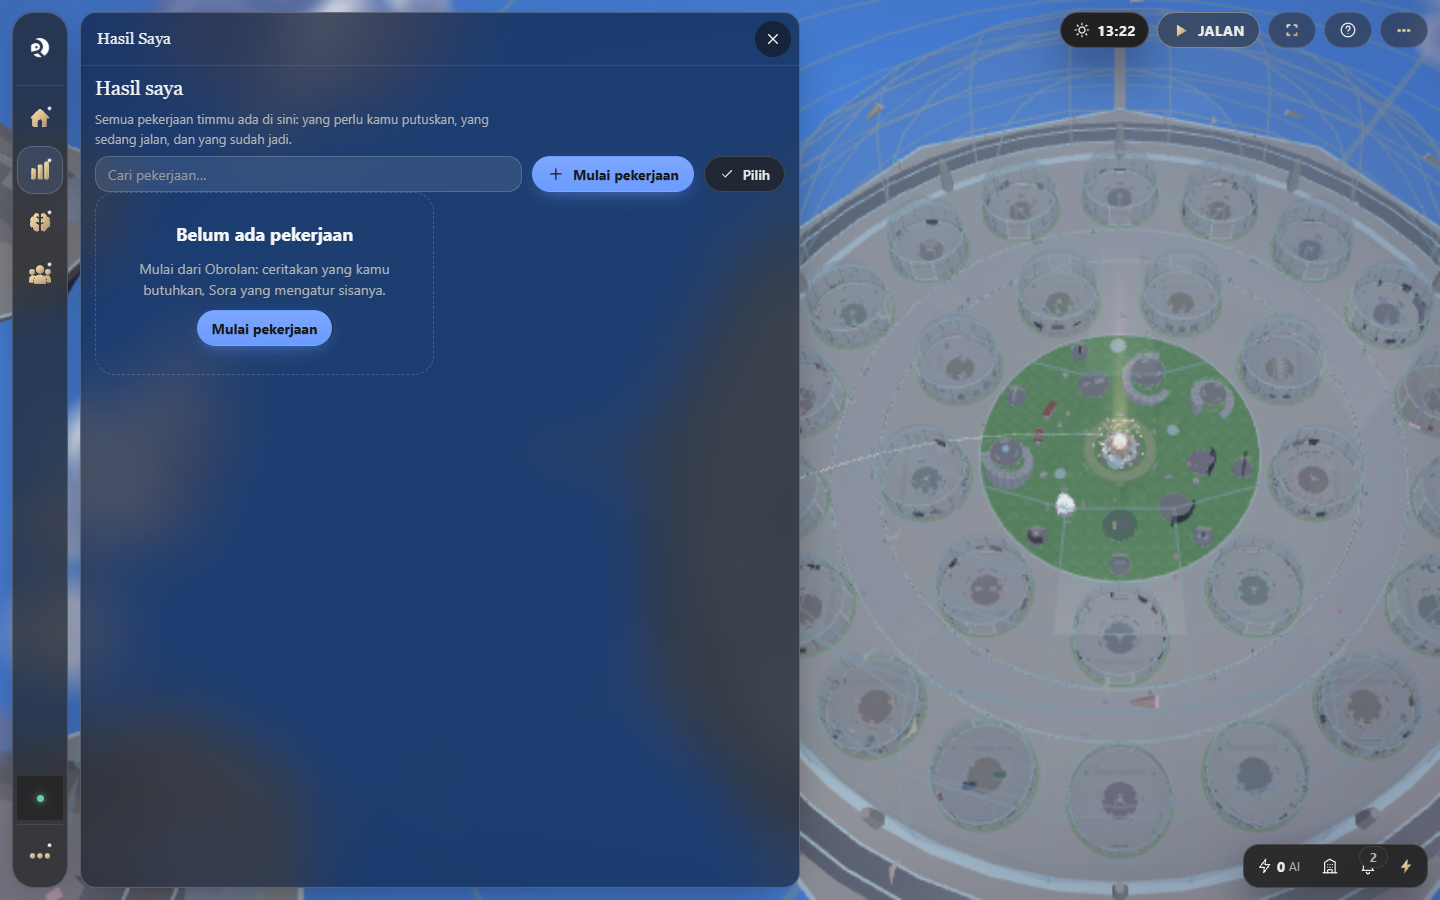 Hasil Saya
13:22
JALAN
Hasil saya
Semua pekerjaan timmu ada di sini: yang perlu kamu putuskan, yang
sedang jalan, dan yang sudah jadi.
Cari pekerjaan...
Mulai pekerjaan
Pilih
Belum ada pekerjaan
Mulai dari Obrolan: ceritakan yang kamu
butuhkan, Sora yang mengatur sisanya.
Mulai pekerjaan
0 AI
2